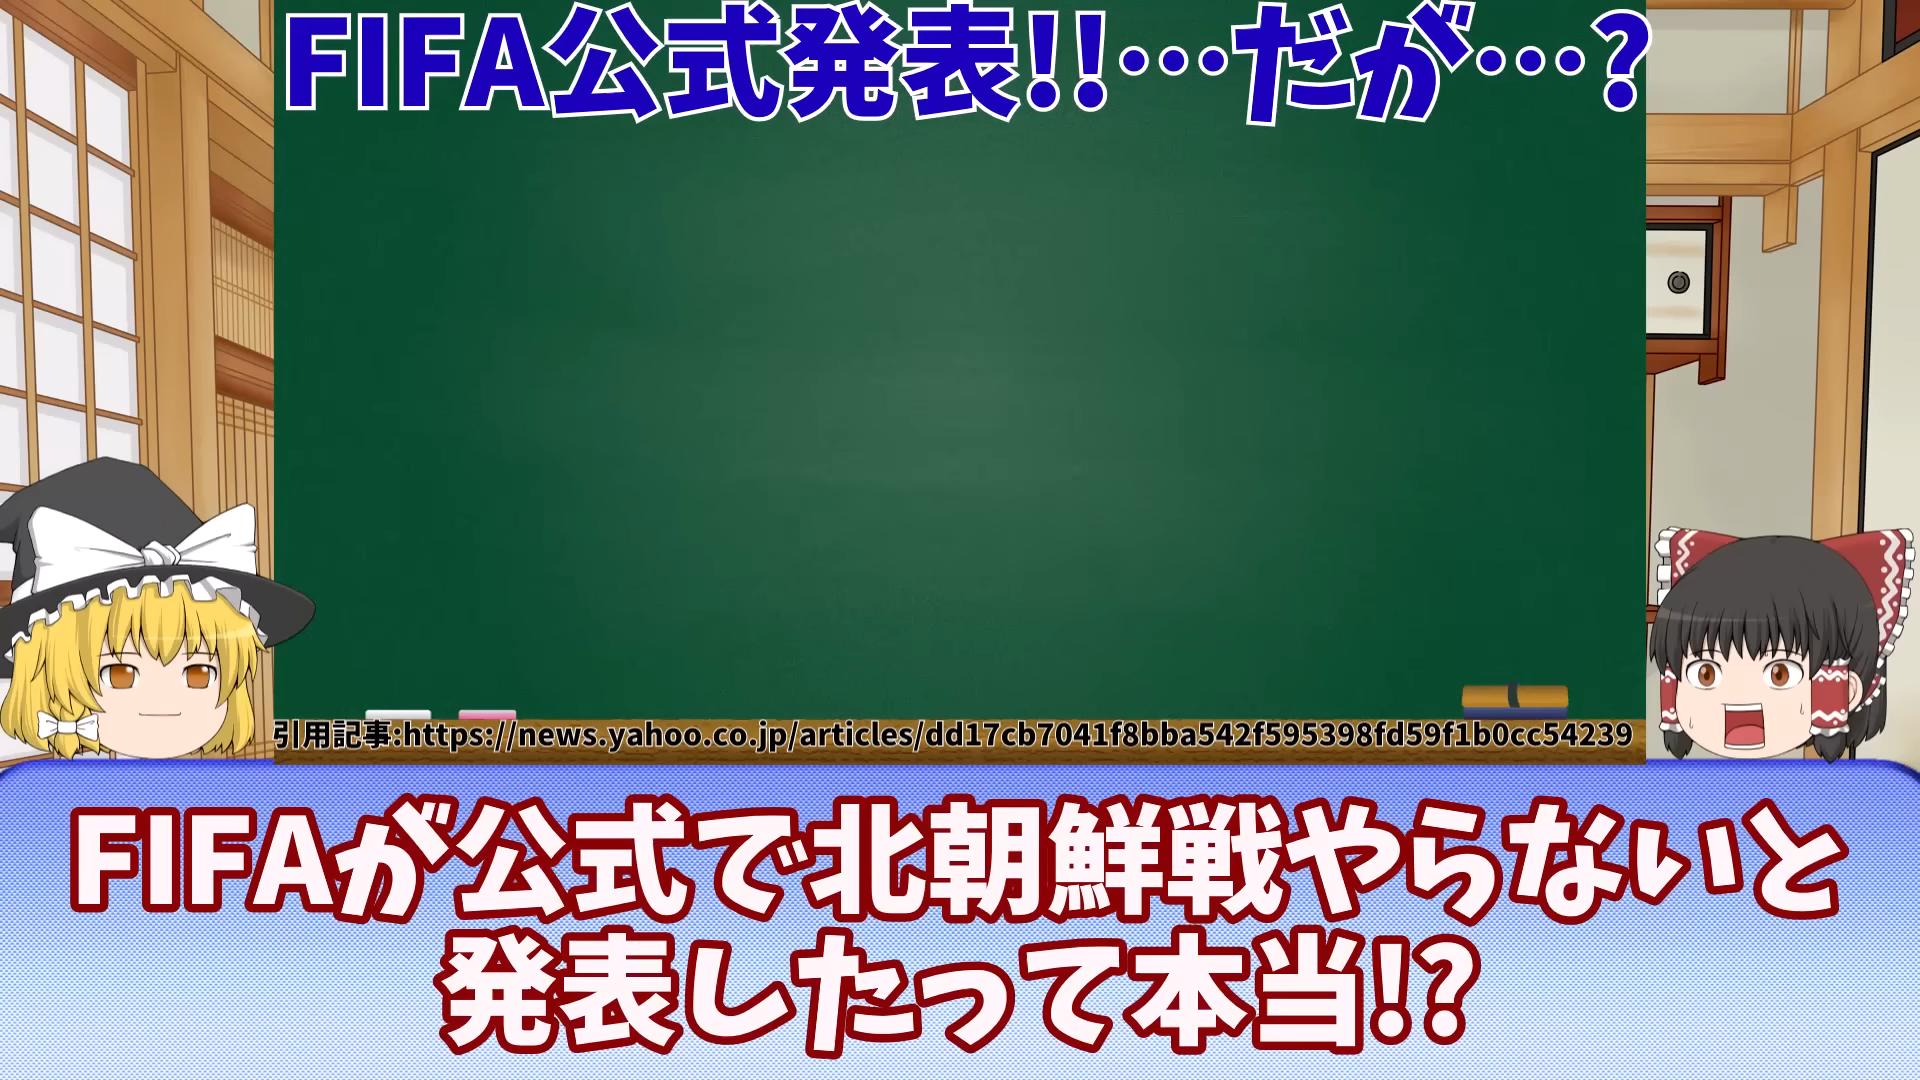 FIFA公式発表!!…だが…?
引用記事:https://news.yahoo.co.jp/articles/dd17cb7041f8bba542f595398fd59f1b0cc54239
FIFAが公式で北朝鮮戦やらないと
発表したって本当!?